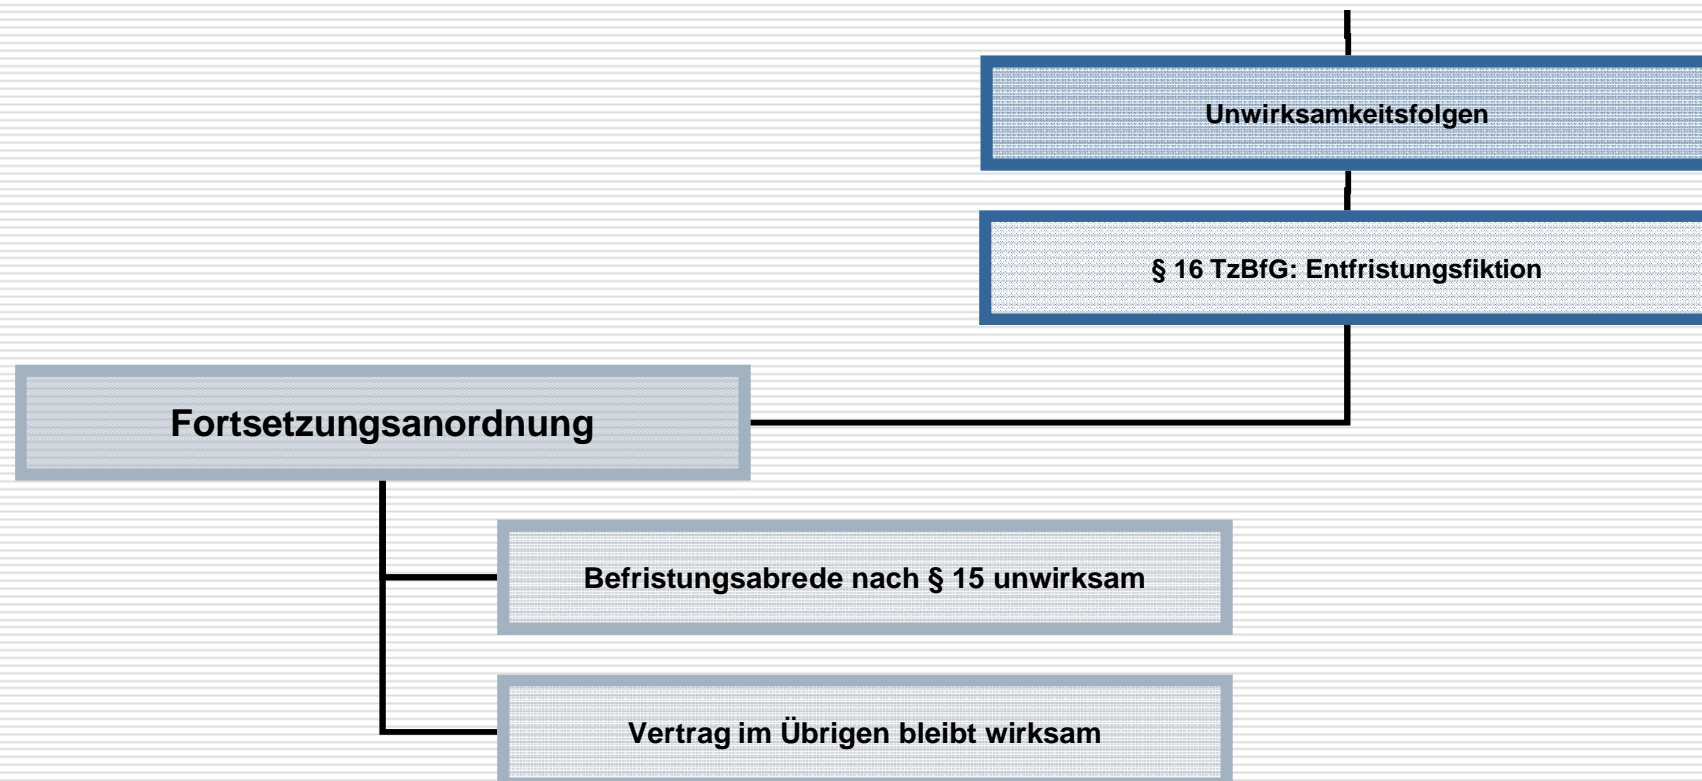 Unwirksamkeitsfolgen
§ 16 TzBfG: Entfristungsfiktion
Fortsetzungsanordnung
Befristungsabrede nach § 15 unwirksam
Vertrag im Übrigen bleibt wirksam